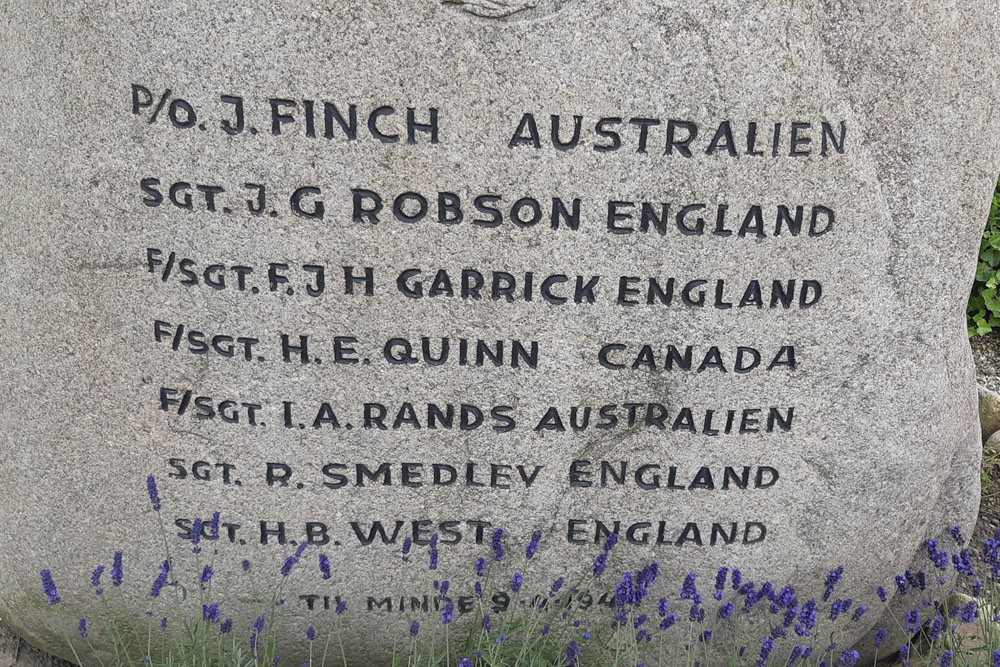 P/O. J. FINCH AUSTRALIEN
SGT. J. G ROBSON ENGLAND
F/SGT. F. J H GARRICK ENGLAND
F/SGT. H. E. QUINN CANADA
F/SGT. I. A. RANDS AUSTRALIEN
SGT. R. SMEDLEV ENGLAND
SGT. H. B. WEST ENGLAND
TIL MINDE